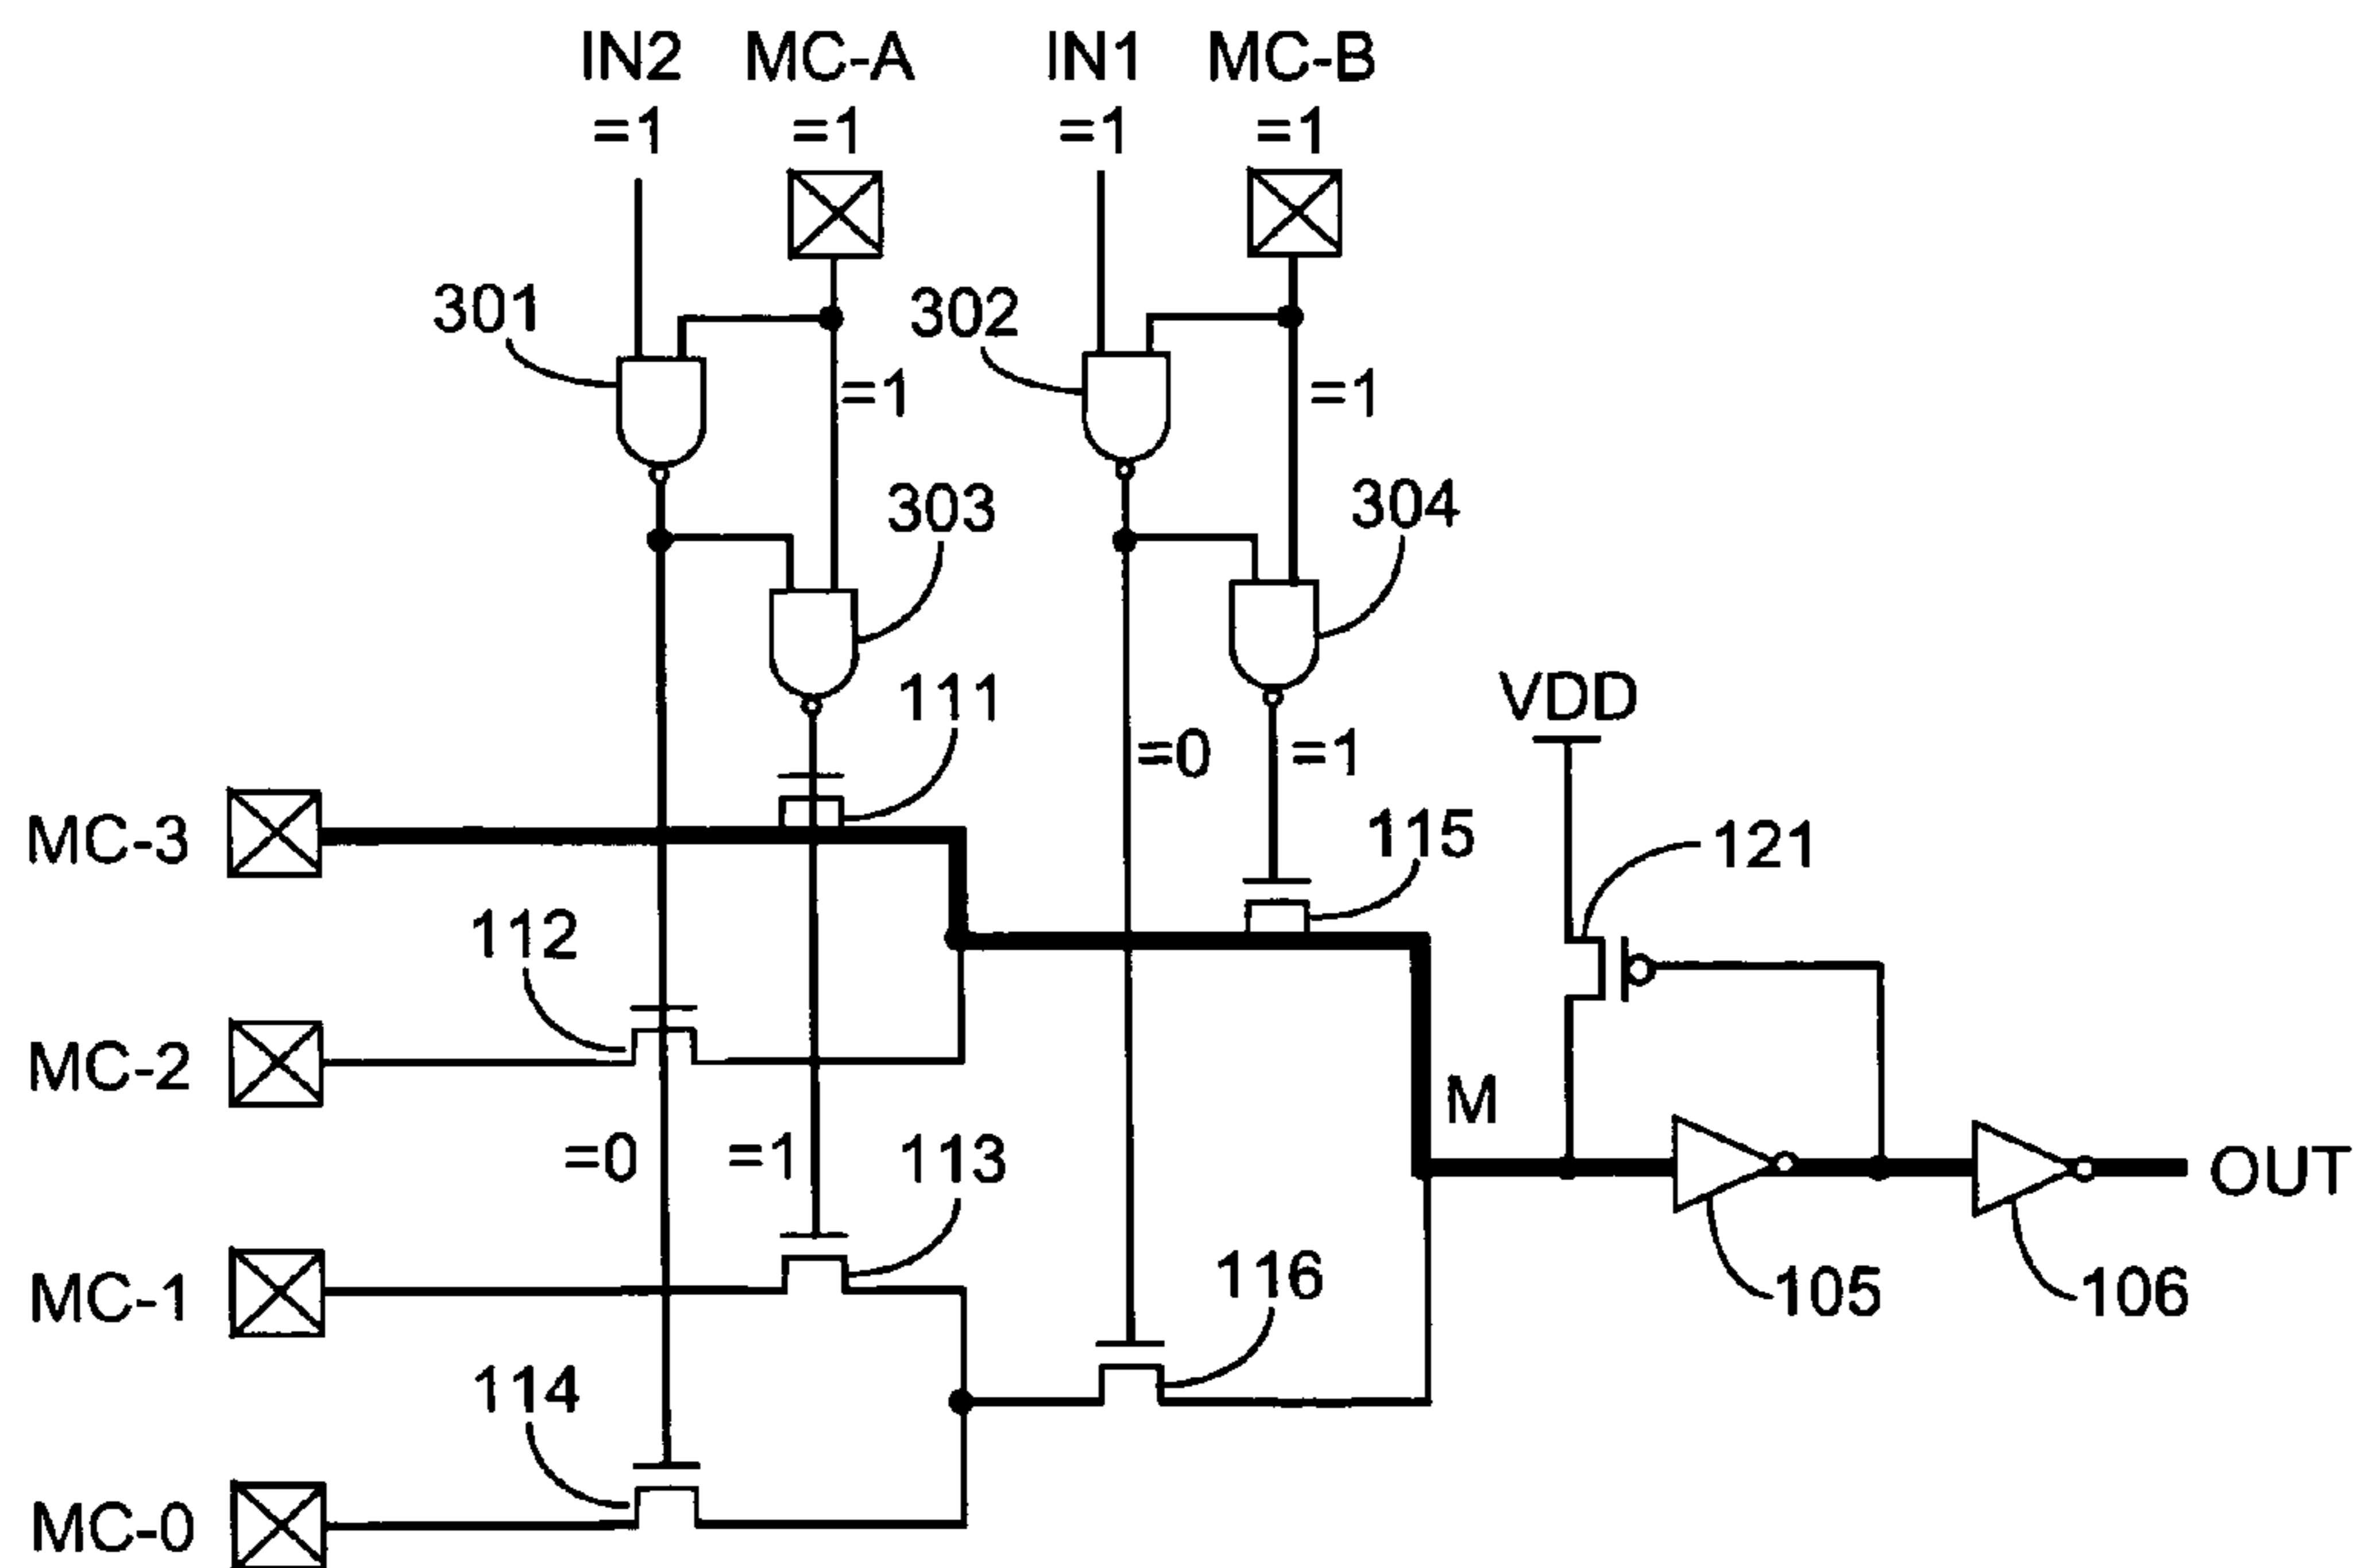 IN2 MC-A IN1 MC-B
=1 =1 =1 =1
301 302
=1 =1
303 304
111 VDD
=0 =1
MC-3 115 121
112
MC-2
M
=0 =1 113 OUT
MC-1 116 105 106
114
MC-0